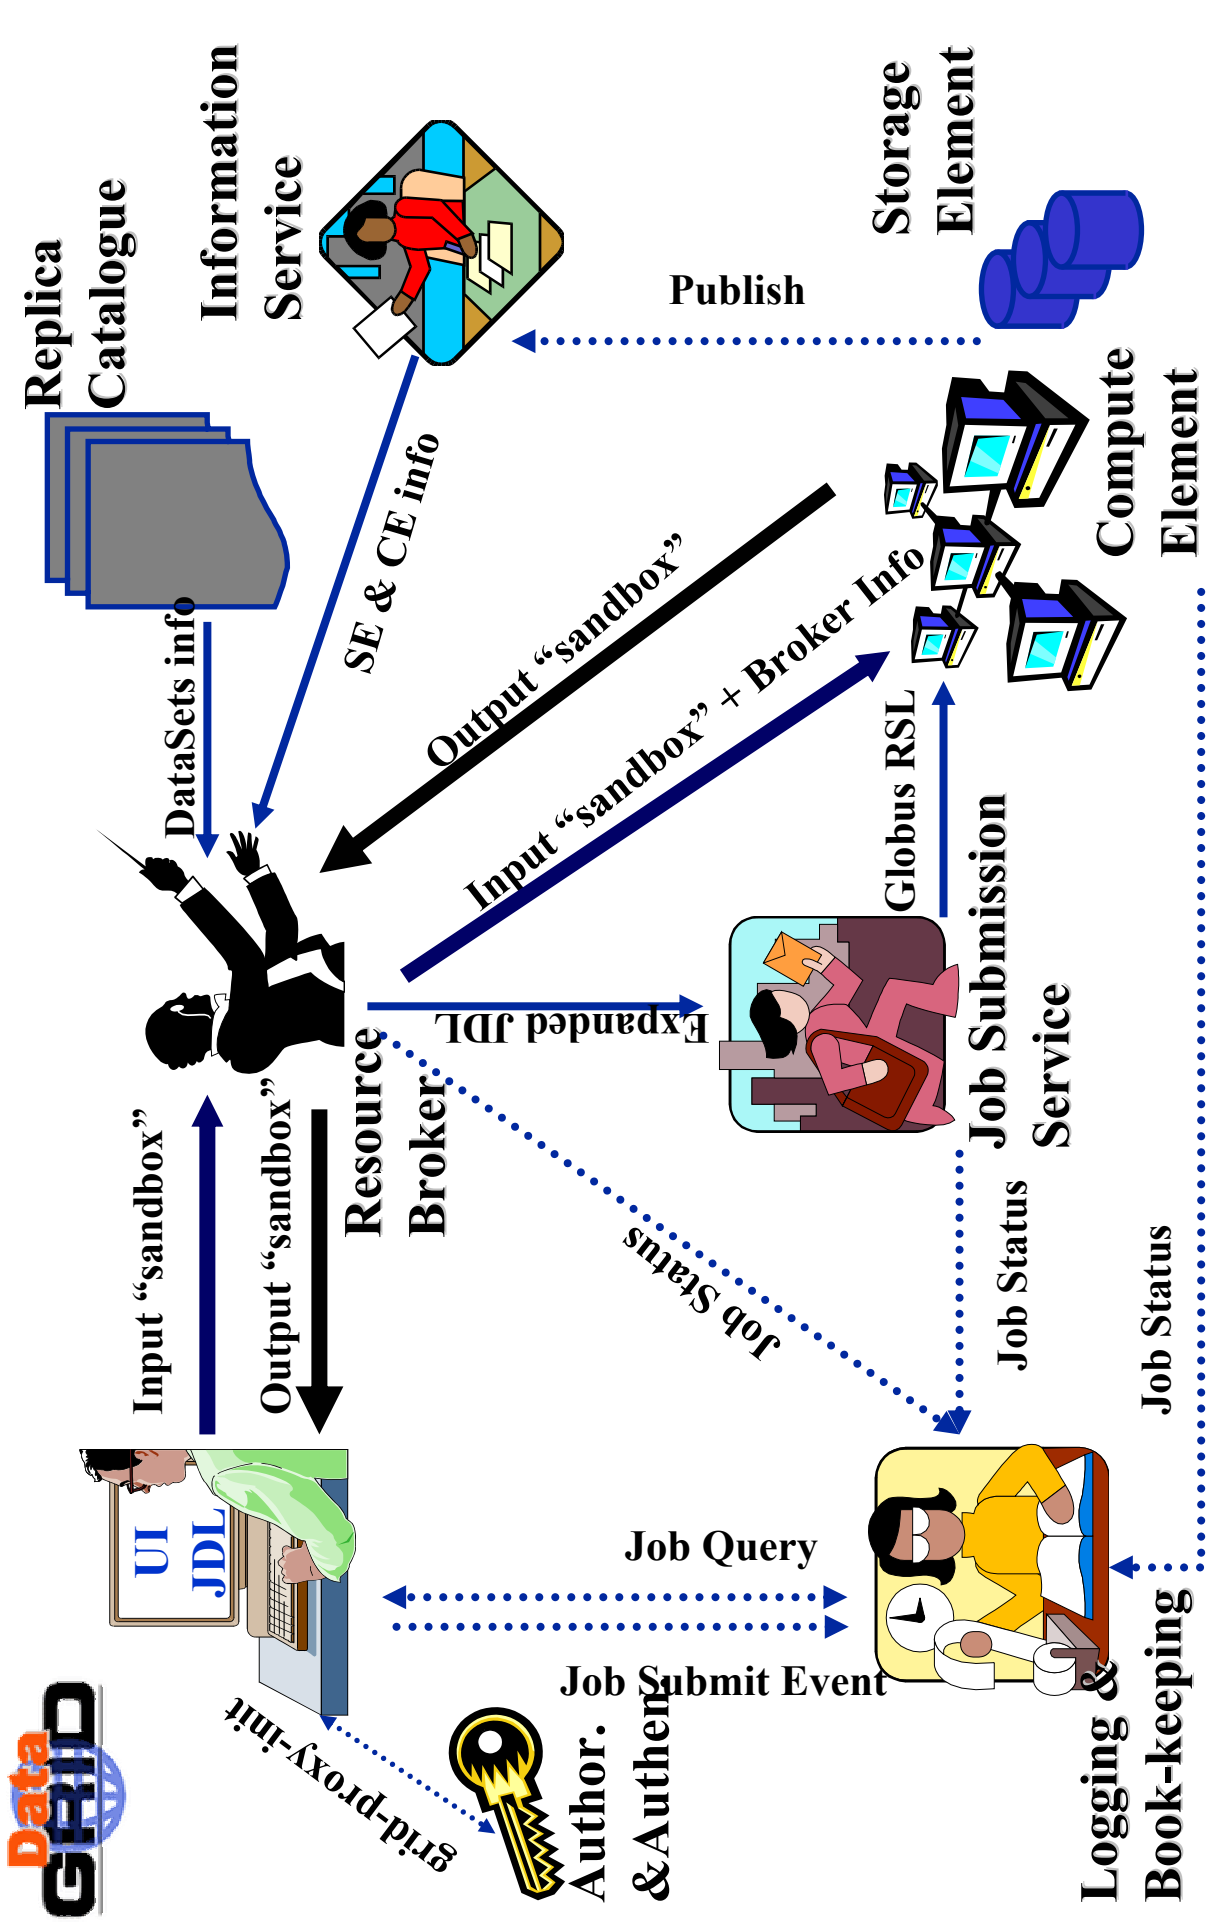 Data
GRID
UI
JDL
Input “sandbox”
Output “sandbox”
Resource
Broker
DataSets info
Replica
Catalogue
Information
Service
SE & CE info
Output “sandbox”
Input “sandbox” + Broker Info
Expanded JDL
Publish
Storage
Element
Compute
Element
Globus RSL
Job Submission
Service
Job Status
Job Status
Job Status
Job Query
Job Submit Event
grid-proxy-init
Author.
&Authen.
Logging &
Book-keeping